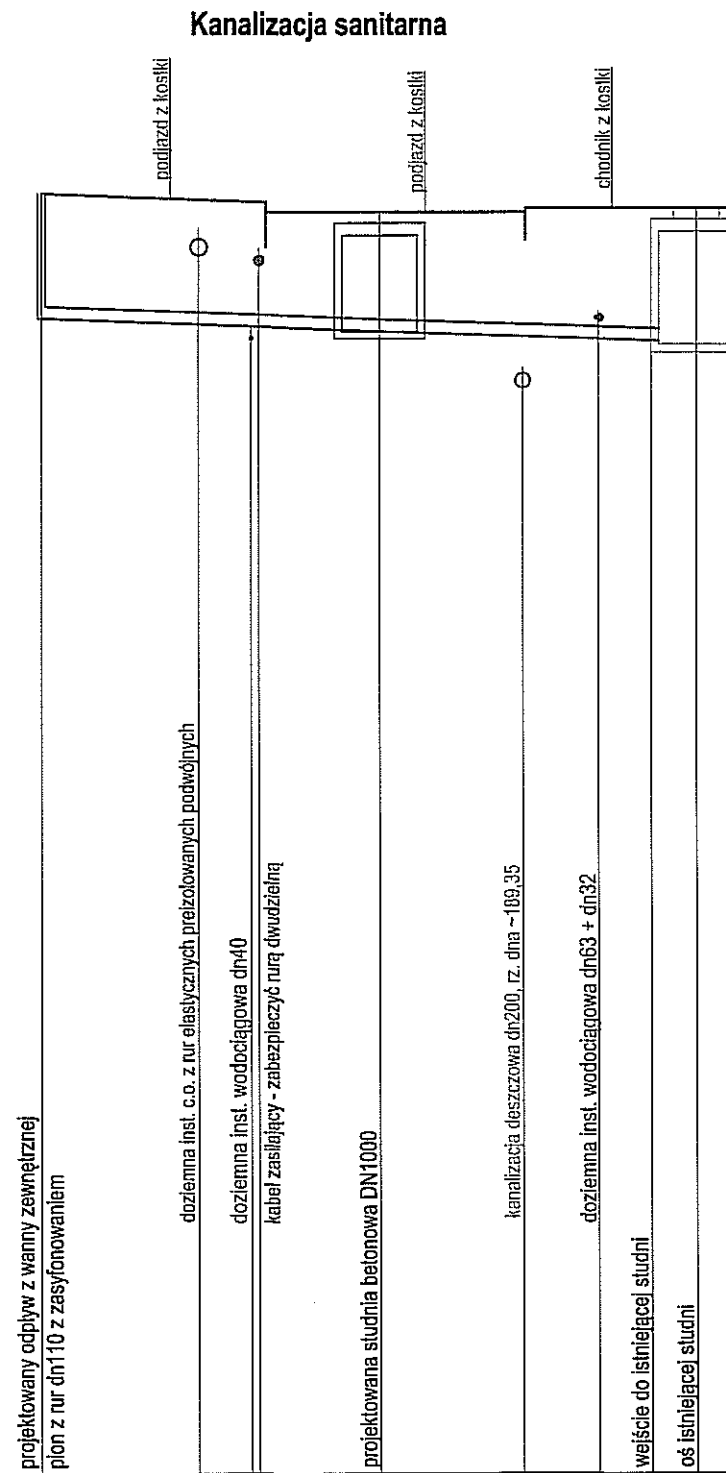 Kanalizacja sanitarna
podjazd z kostki
podjazd z kostki
chodnik z kostki
projektowany odpływ z wanny zewnętrznej
pion z rur dn110 z zasyfonowaniem
doziemna inst. c.o. z rur elastycznych preizolowanych podwójnych
doziemna inst. wodociągowa dn40
kabel zasilający - zabezpieczyć rurą dwudzielną
projektowana studnia betonowa DN1000
kanalizacja deszczowa dn200, rz. dna ~189,35
doziemna inst. wodociągowa dn63 + dn32
wejście do istniejącej studni
oś istniejącej studni